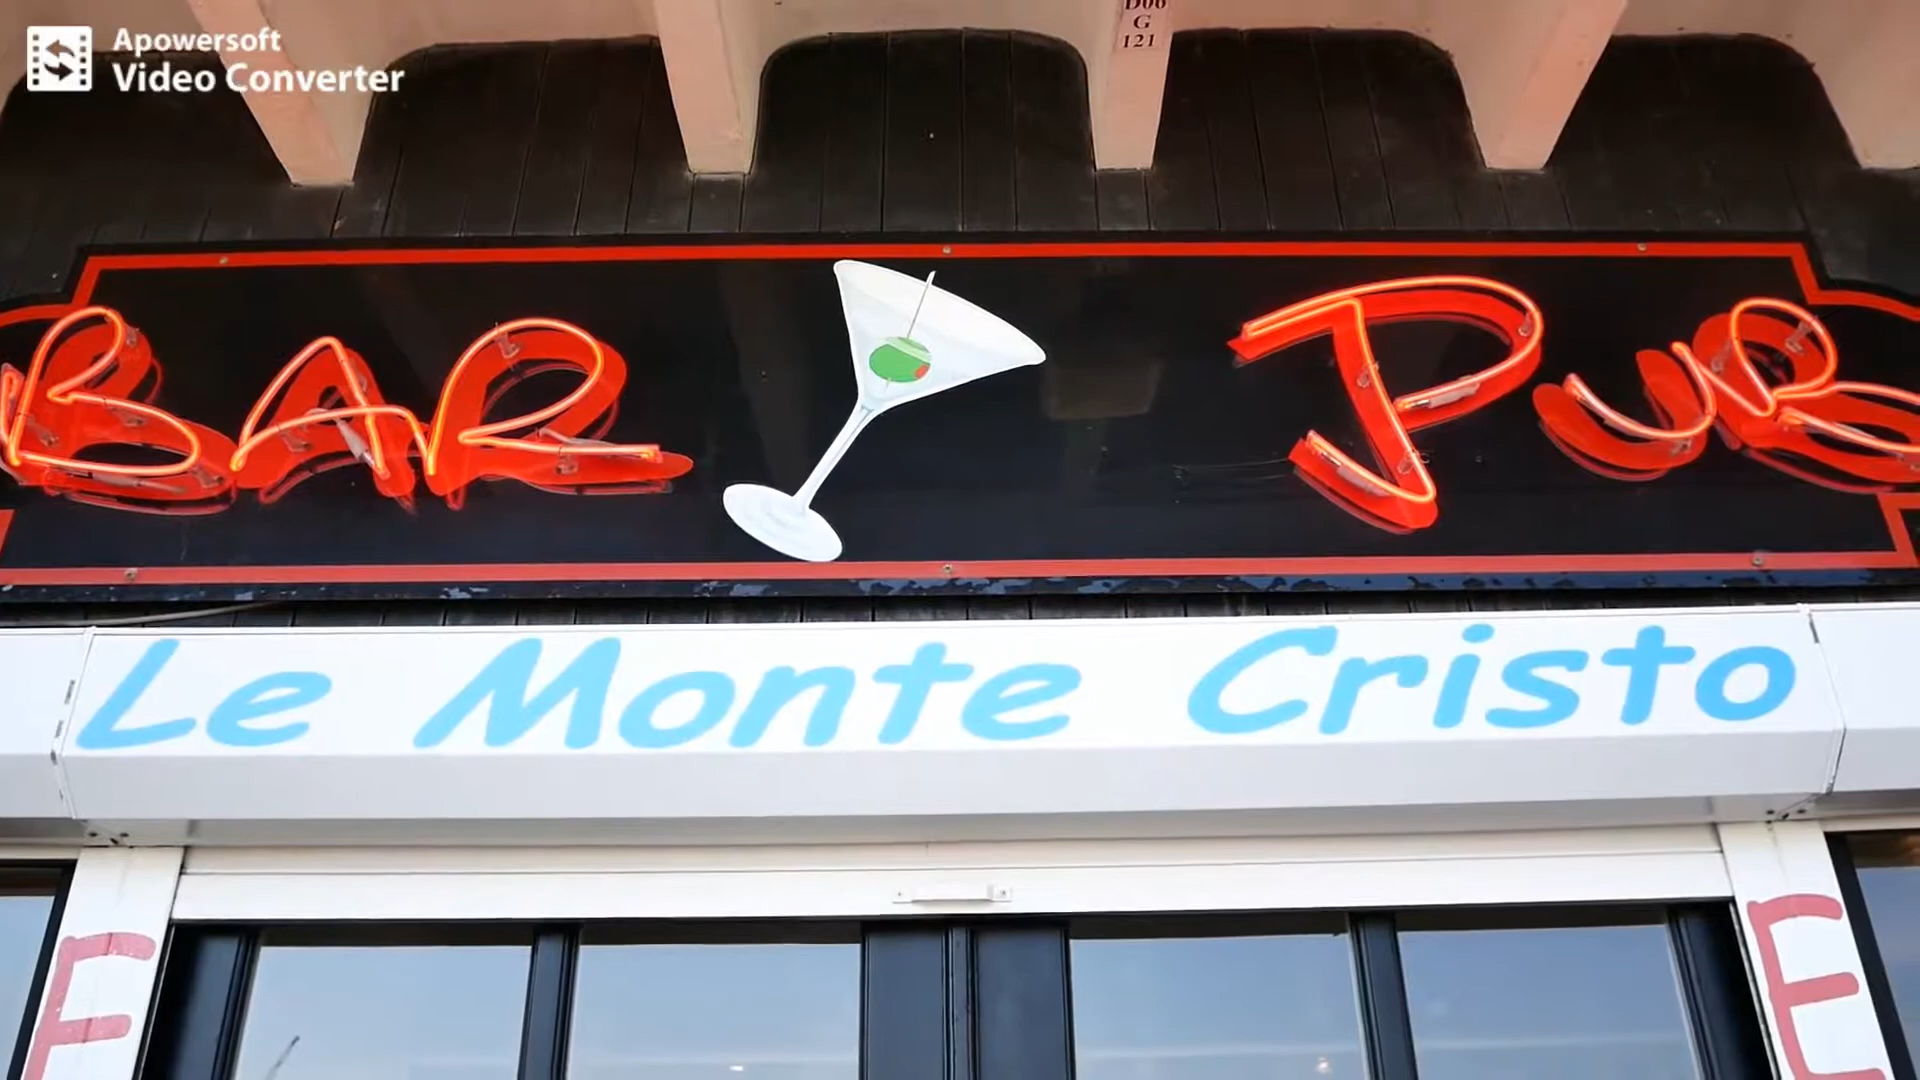 Apowersoft
Video Converter
D06
G
121
BAR PUB
Le Monte Cristo
F
E